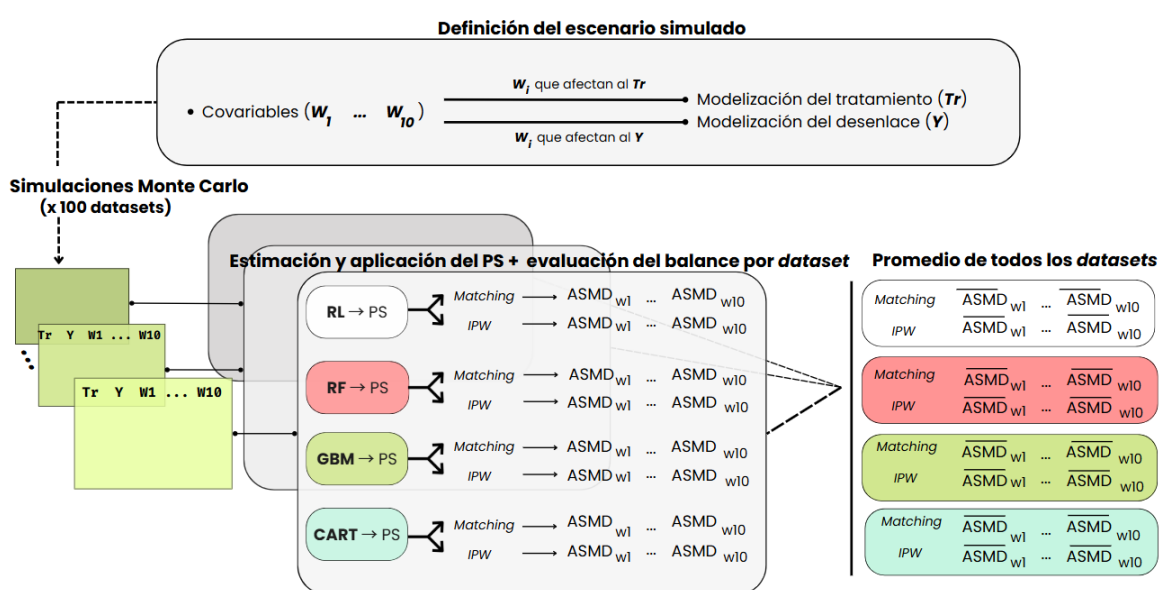 Definición del escenario simulado
W i que afectan al Tr
• Covariables (W 1 ... W 10 )
Modelización del tratamiento (Tr)
Modelización del desenlace (Y)
W i que afectan al Y
Simulaciones Monte Carlo
(x 100 datasets)
Estimación y aplicación del PS + evaluación del balance por dataset
Promedio de todos los datasets
Tr Y W1 ... W10
Tr Y W1 ... W10
RL → PS
Matching → ASMD w1 ... ASMD w10
IPW → ASMD w1 ... ASMD w10
RF → PS
Matching → ASMD w1 ... ASMD w10
IPW → ASMD w1 ... ASMD w10
GBM → PS
Matching → ASMD w1 ... ASMD w10
IPW → ASMD w1 ... ASMD w10
CART → PS
Matching → ASMD w1 ... ASMD w10
IPW → ASMD w1 ... ASMD w10
Matching ASMD w1 ... ASMD w10
IPW ASMD w1 ... ASMD w10
Matching ASMD w1 ... ASMD w10
IPW ASMD w1 ... ASMD w10
Matching ASMD w1 ... ASMD w10
IPW ASMD w1 ... ASMD w10
Matching ASMD w1 ... ASMD w10
IPW ASMD w1 ... ASMD w10